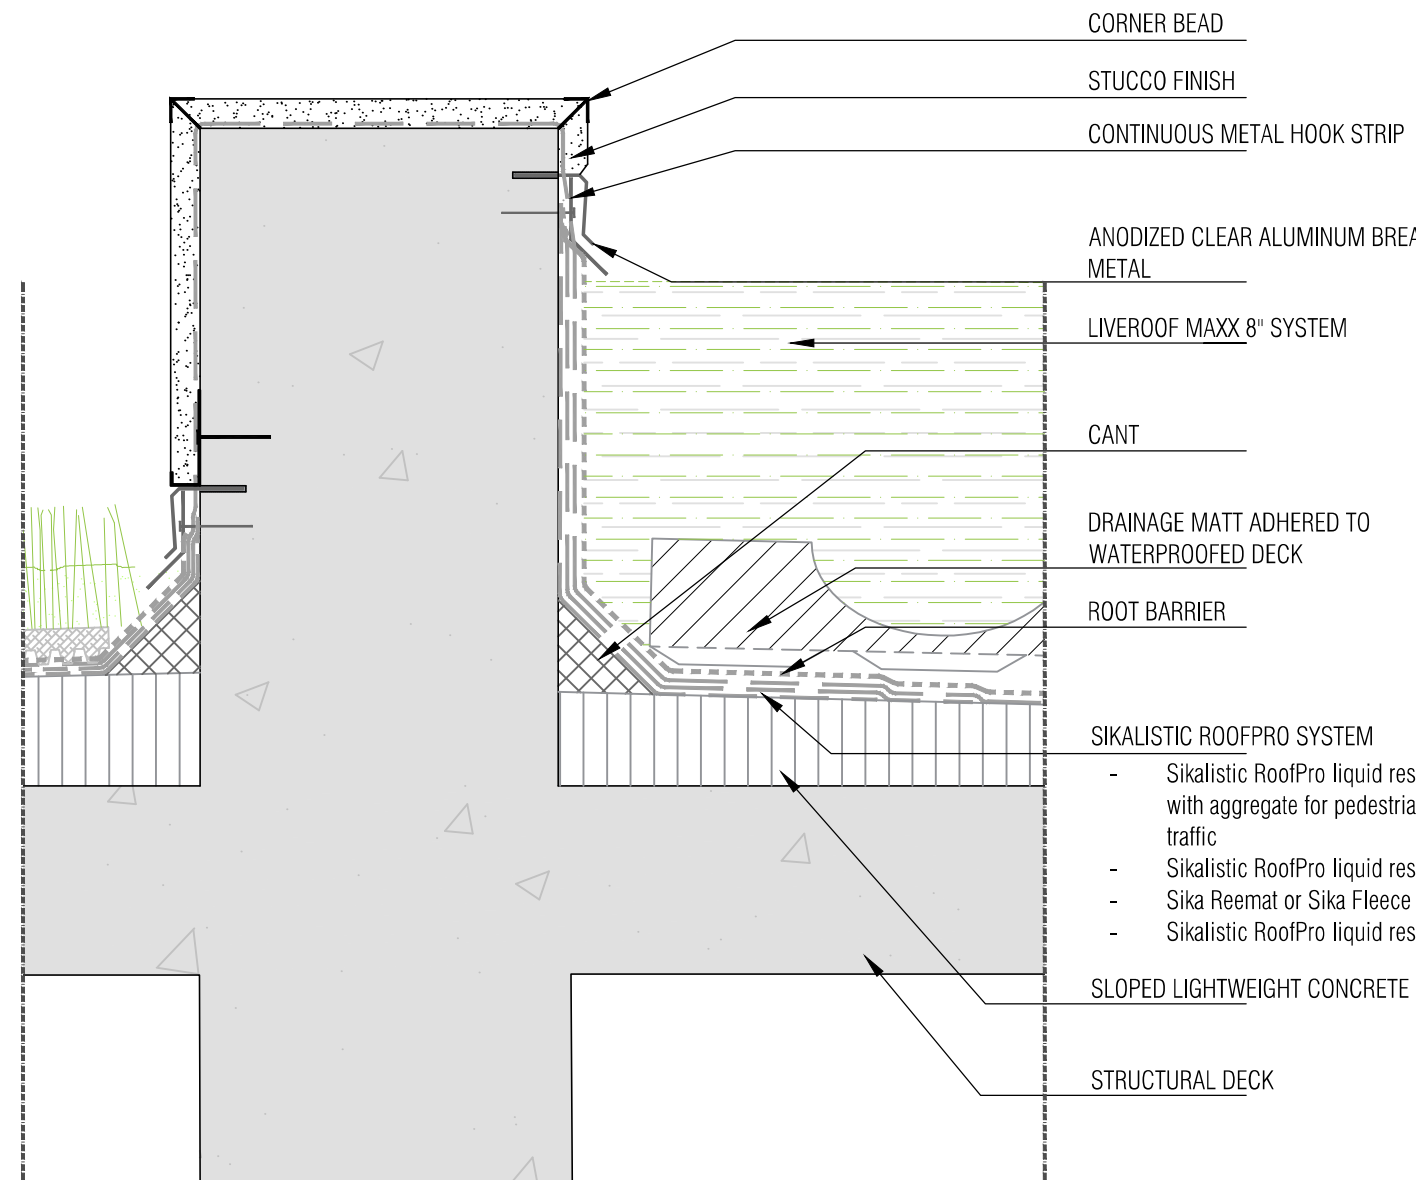 CORNER BEAD
STUCCO FINISH
CONTINUOUS METAL HOOK STRIP
ANODIZED CLEAR ALUMINUM BREA
METAL
LIVEROOF MAXX 8" SYSTEM
CANT
DRAINAGE MATT ADHERED TO
WATERPROOFED DECK
ROOT BARRIER
SIKALISTIC ROOFPRO SYSTEM
- Sikalistic RoofPro liquid res
with aggregate for pedestria
traffic
- Sikalistic RoofPro liquid res
- Sika Reemat or Sika Fleece
- Sikalistic RoofPro liquid res
SLOPED LIGHTWEIGHT CONCRETE
STRUCTURAL DECK